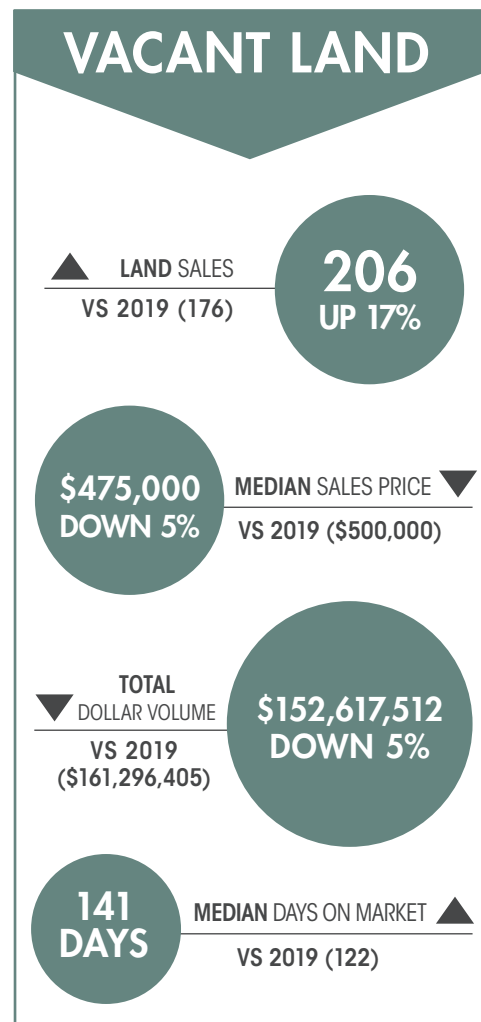 VACANT LAND
LAND SALES
VS 2019 (176)
206
UP 17%
$475,000
DOWN 5%
MEDIAN SALES PRICE
VS 2019 ($500,000)
TOTAL
DOLLAR VOLUME
VS 2019
($161,296,405)
$152,617,512
DOWN 5%
141
DAYS
MEDIAN DAYS ON MARKET
VS 2019 (122)